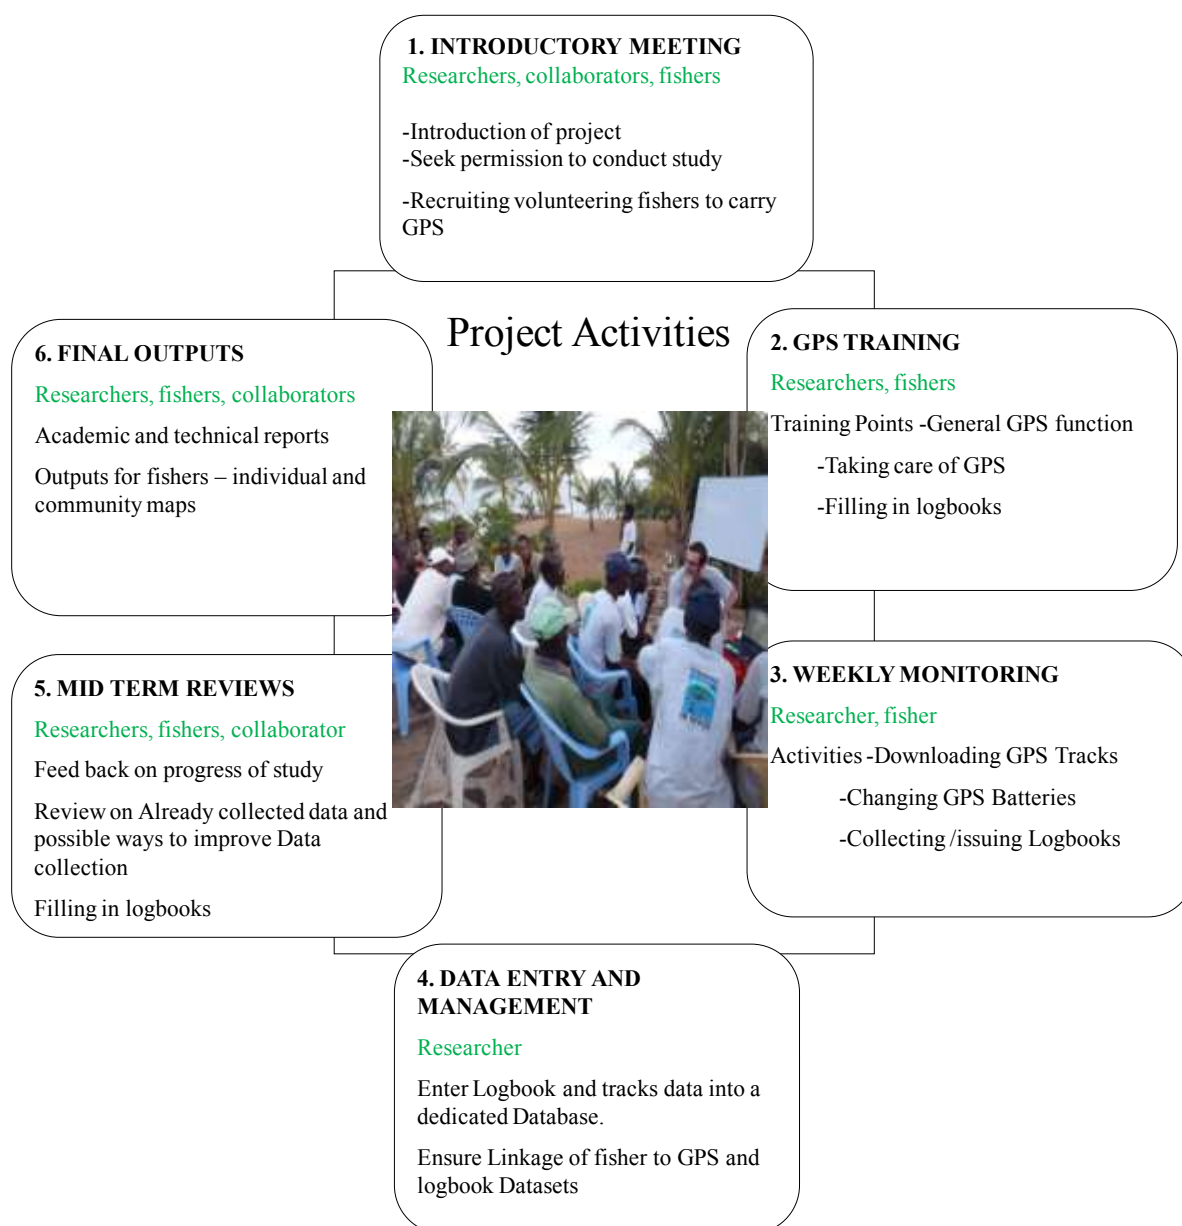 1. INTRODUCTORY MEETING
Researchers, collaborators, fishers
-Introduction of project
-Seek permission to conduct study
-Recruiting volunteering fishers to carry
GPS
Project Activities
2. GPS TRAINING
Researchers, fishers
Training Points -General GPS function
-Taking care of GPS
-Filling in logbooks
3. WEEKLY MONITORING
Researcher, fisher
Activities -Downloading GPS Tracks
-Changing GPS Batteries
-Collecting /issuing Logbooks
4. DATA ENTRY AND
MANAGEMENT
Researcher
Enter Logbook and tracks data into a
dedicated Database.
Ensure Linkage of fisher to GPS and
logbook Datasets
5. MID TERM REVIEWS
Researchers, fishers, collaborator
Feed back on progress of study
Review on Already collected data and
possible ways to improve Data
collection
Filling in logbooks
6. FINAL OUTPUTS
Researchers, fishers, collaborators
Academic and technical reports
Outputs for fishers – individual and
community maps